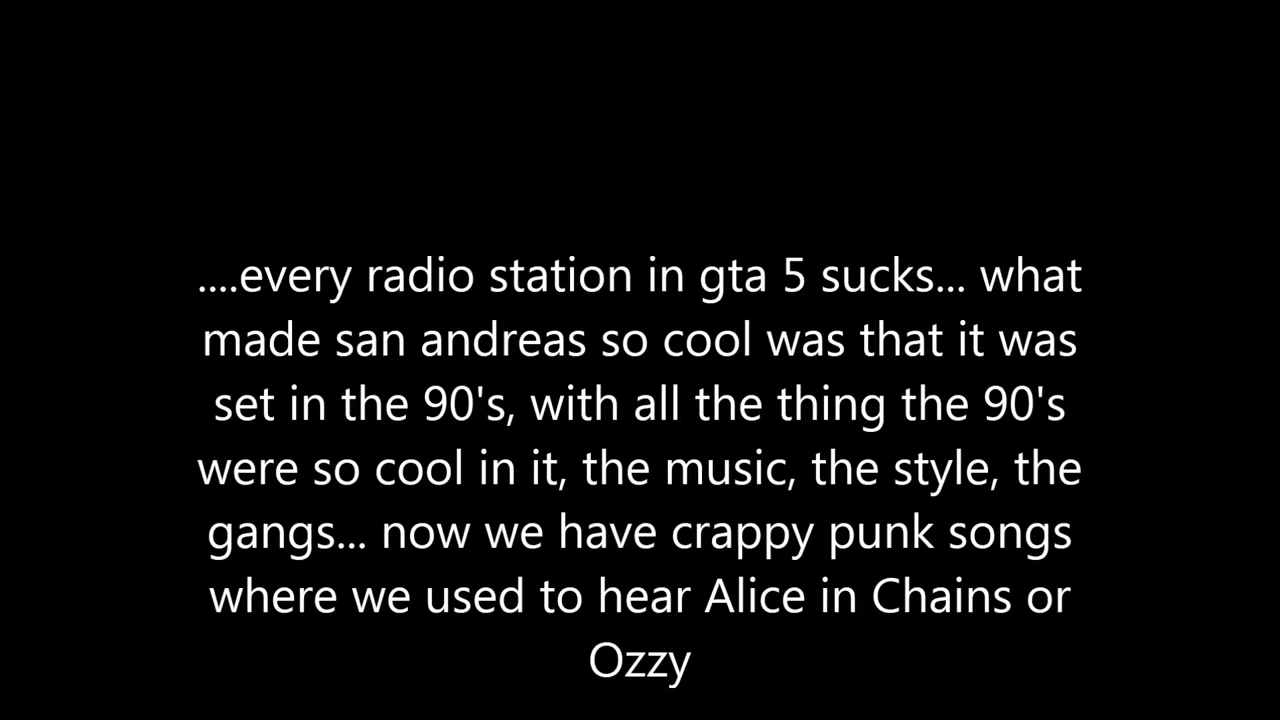 ....every radio station in gta 5 sucks... what
made san andreas so cool was that it was
set in the 90's, with all the thing the 90's
were so cool in it, the music, the style, the
gangs... now we have crappy punk songs
where we used to hear Alice in Chains or
Ozzy